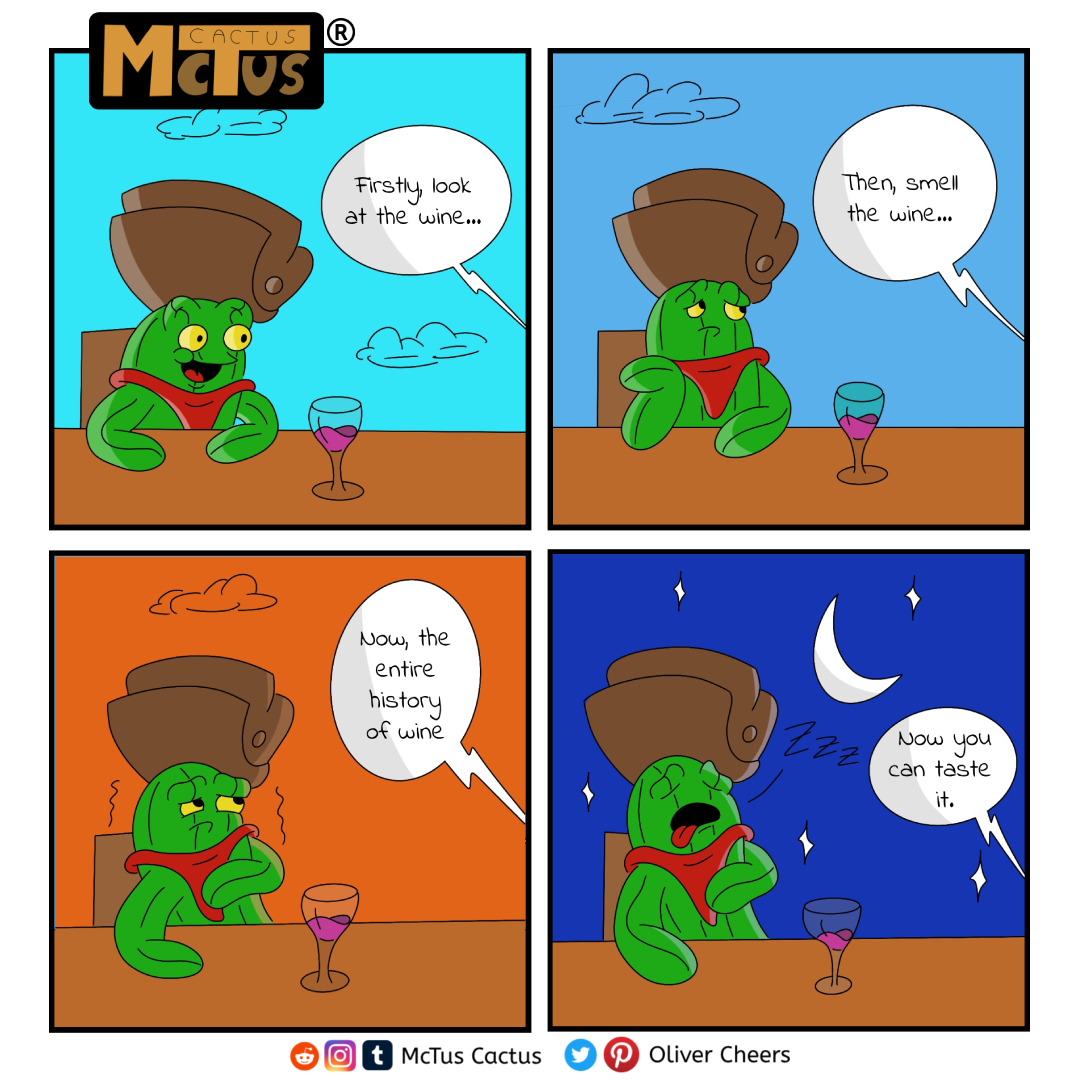 CACTUS
McTus®
Firstly, look
at the wine...
Then, smell
the wine...
Now, the
entire
history
of wine
Zzz
Now you
can taste
it.
McTus Cactus
Oliver Cheers